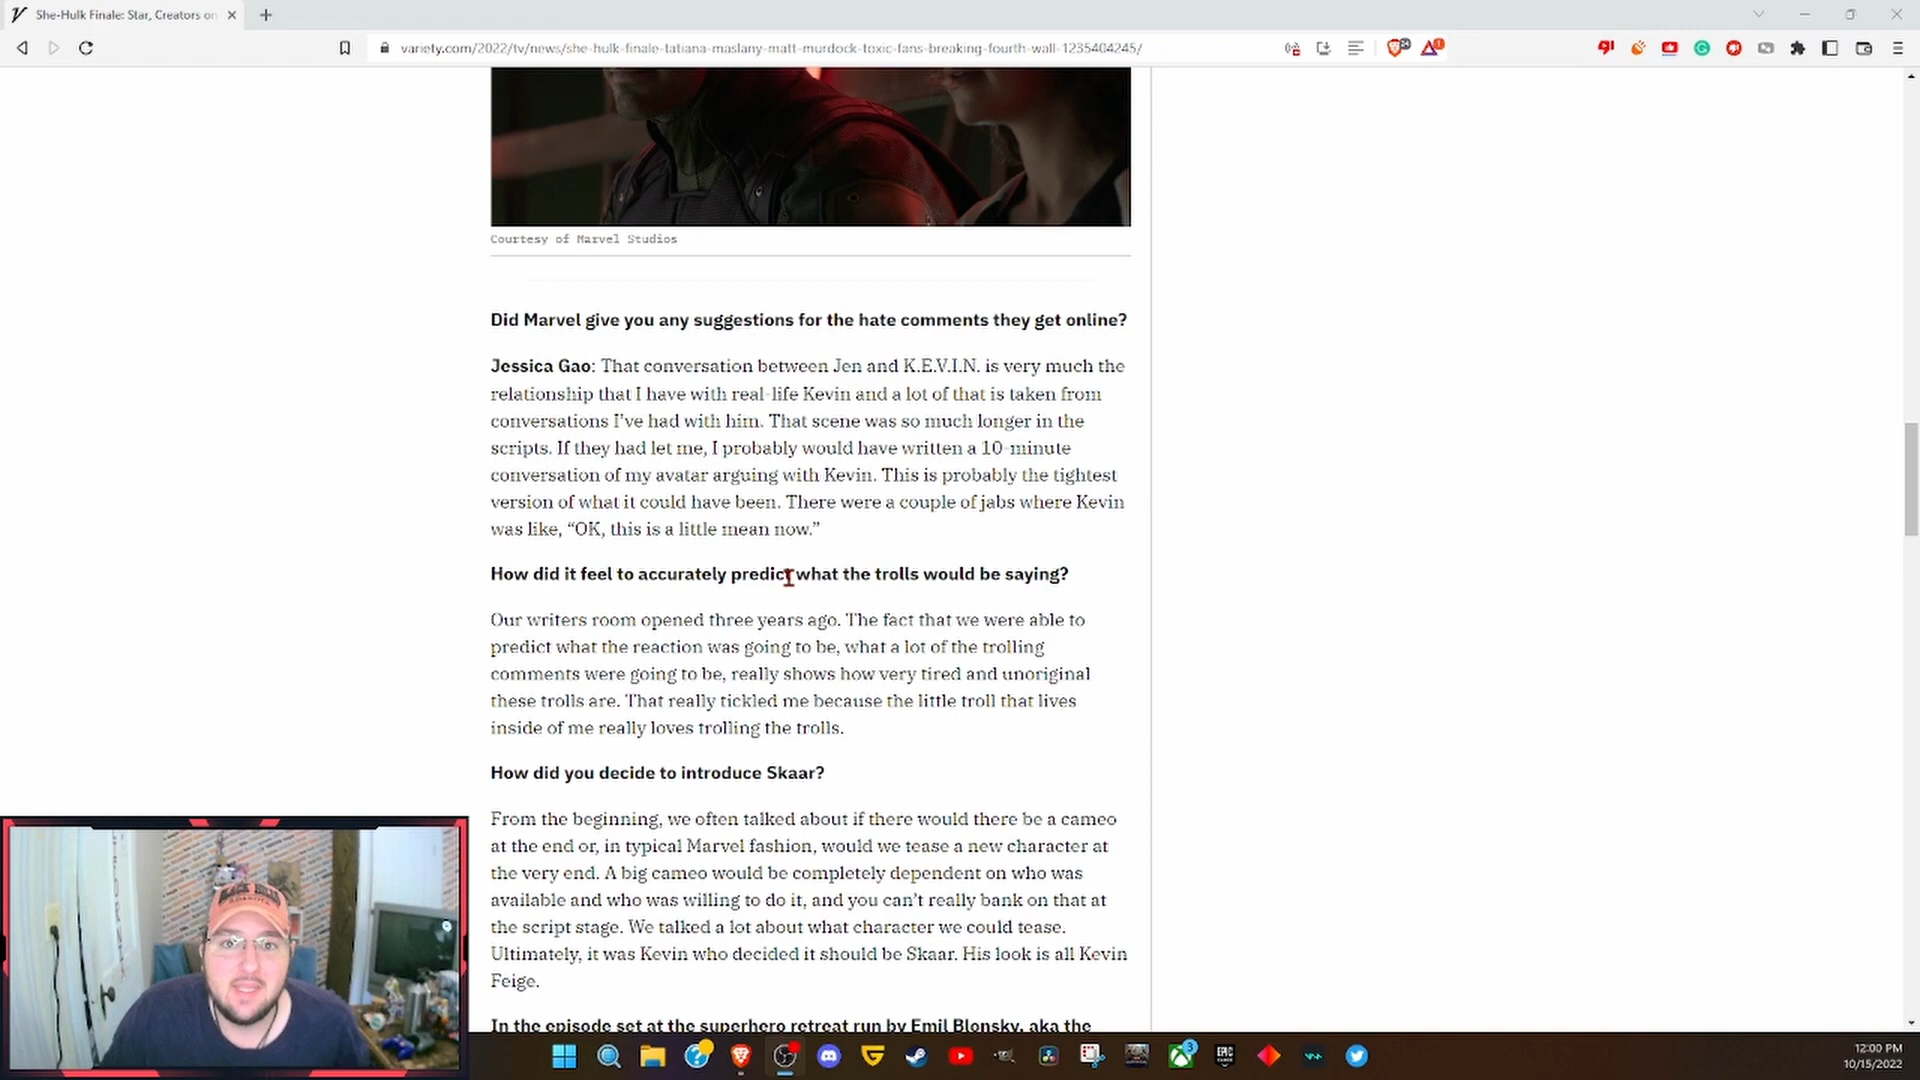 She-Hulk Finale: Star, Creators on
variety.com/2022/tv/news/she-hulk-finale-tatiana-maslany-matt-murdock-toxic-fans-breaking-fourth-wall-1235404245/
Courtesy of Marvel Studios
Did Marvel give you any suggestions for the hate comments they get online?
Jessica Gao: That conversation between Jen and K.E.V.I.N. is very much the
relationship that I have with real-life Kevin and a lot of that is taken from
conversations I’ve had with him. That scene was so much longer in the
scripts. If they had let me, I probably would have written a 10-minute
conversation of my avatar arguing with Kevin. This is probably the tightest
version of what it could have been. There were a couple of jabs where Kevin
was like, “OK, this is a little mean now.”
How did it feel to accurately predict what the trolls would be saying?
Our writers room opened three years ago. The fact that we were able to
predict what the reaction was going to be, what a lot of the trolling
comments were going to be, really shows how very tired and unoriginal
these trolls are. That really tickled me because the little troll that lives
inside of me really loves trolling the trolls.
How did you decide to introduce Skaar?
From the beginning, we often talked about if there would there be a cameo
at the end or, in typical Marvel fashion, would we tease a new character at
the very end. A big cameo would be completely dependent on who was
available and who was willing to do it, and you can’t really bank on that at
the script stage. We talked a lot about what character we could tease.
Ultimately, it was Kevin who decided it should be Skaar. His look is all Kevin
Feige.
In the episode set at the superhero retreat run by Emil Blonsky, aka the
12:00 PM
10/15/2022